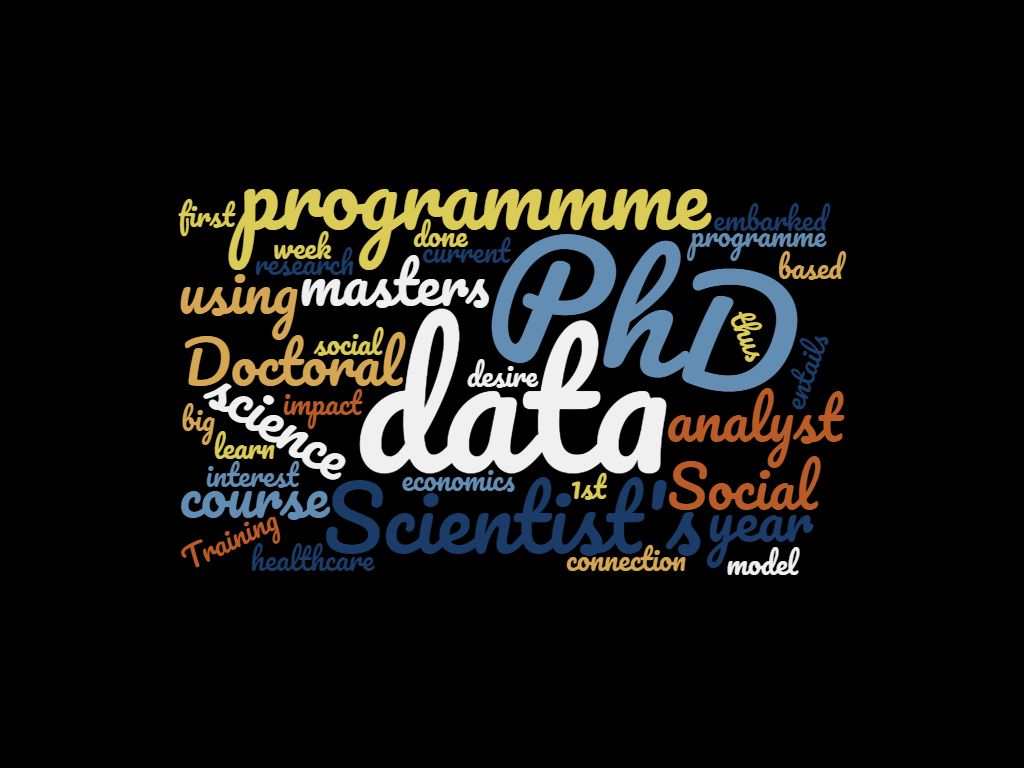 first programmme embarked
week done current programme
research based
using masters PhD
thus
Doctoral social entails
desire
big science impact data analyst
learn
interest economics 1st Social
course Scientist's year
Training healthcare connection model